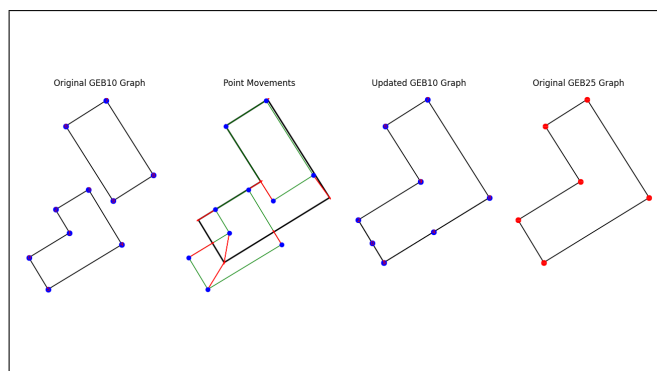 Original GEB10 Graph
Point Movements
Updated GEB10 Graph
Original GEB25 Graph